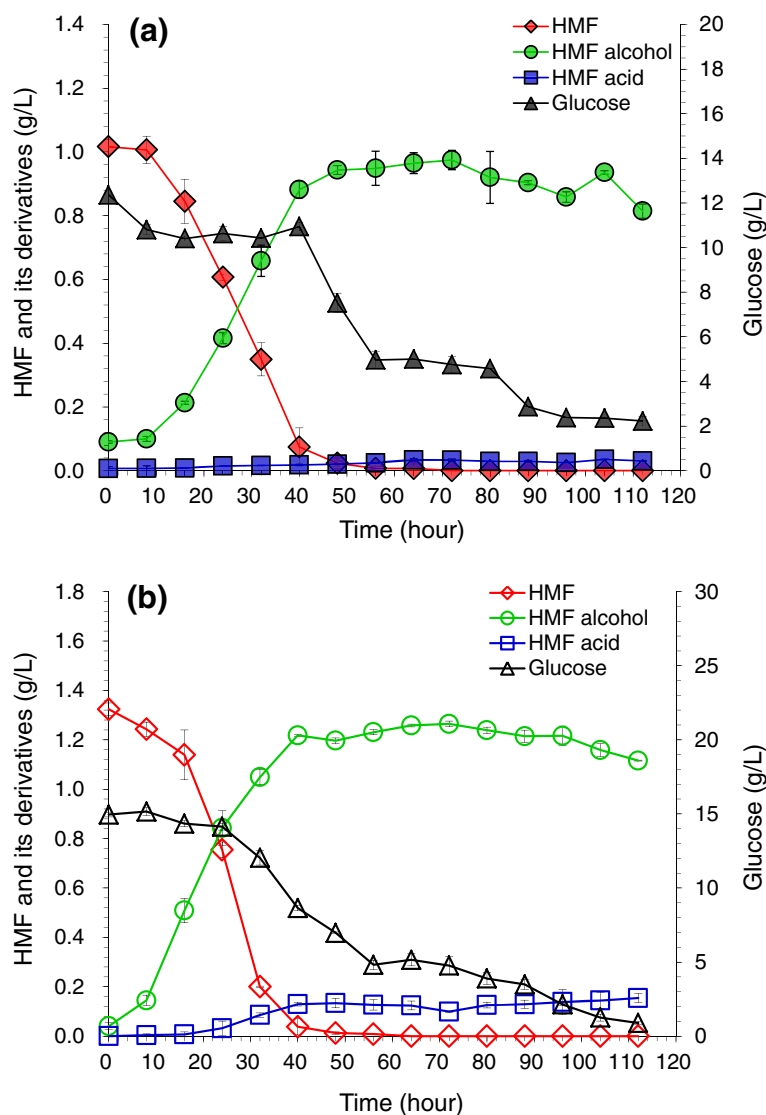 (a)
HMF
HMF alcohol
HMF acid
Glucose
HMF and its derivatives (g/L)
1.4
1.2
1.0
0.8
0.6
0.4
0.2
0.0
20
18
16
14
12
10
8
6
4
2
0
Glucose (g/L)
0 10 20 30 40 50 60 70 80 90 100 110 120
Time (hour)
(b)
HMF
HMF alcohol
HMF acid
Glucose
HMF and its derivatives (g/L)
1.8
1.6
1.4
1.2
1.0
0.8
0.6
0.4
0.2
0.0
30
25
20
15
10
5
0
Glucose (g/L)
0 10 20 30 40 50 60 70 80 90 100 110 120
Time (hour)